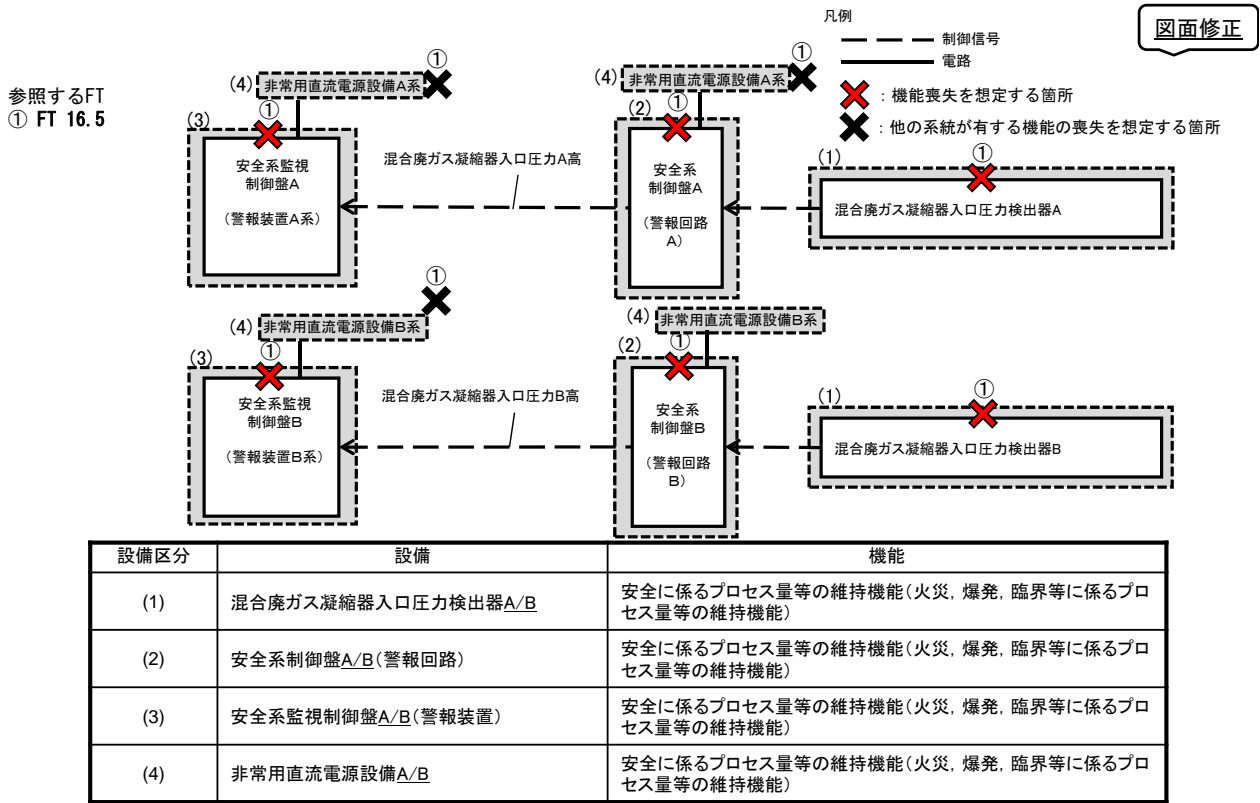 図面修正
凡例
制御信号
電路
：機能喪失を想定する箇所
：他の系統が有する機能の喪失を想定する箇所
参照するFT
① FT 16.5
①
(4) 非常用直流電源設備A系
①
(3)
安全系監視
制御盤A
（警報装置A系）
混合廃ガス凝縮器入口圧力A高
①
(4) 非常用直流電源設備A系
①
(2)
安全系
制御盤A
（警報回路
A）
①
(1)
混合廃ガス凝縮器入口圧力検出器A
①
(4) 非常用直流電源設備B系
①
(3)
安全系監視
制御盤B
（警報装置B系）
混合廃ガス凝縮器入口圧力B高
(4) 非常用直流電源設備B系
①
(2)
安全系
制御盤B
（警報回路
B）
①
(1)
混合廃ガス凝縮器入口圧力検出器B
設備区分 設備 機能
(1) 混合廃ガス凝縮器入口圧力検出器A/B 安全に係るプロセス量等の維持機能（火災，爆発，臨界等に係るプロ
セス量等の維持機能）
(2) 安全系制御盤A/B（警報回路） 安全に係るプロセス量等の維持機能（火災，爆発，臨界等に係るプロ
セス量等の維持機能）
(3) 安全系監視制御盤A/B（警報装置） 安全に係るプロセス量等の維持機能（火災，爆発，臨界等に係るプロ
セス量等の維持機能）
(4) 非常用直流電源設備A/B 安全に係るプロセス量等の維持機能（火災，爆発，臨界等に係るプロ
セス量等の維持機能）